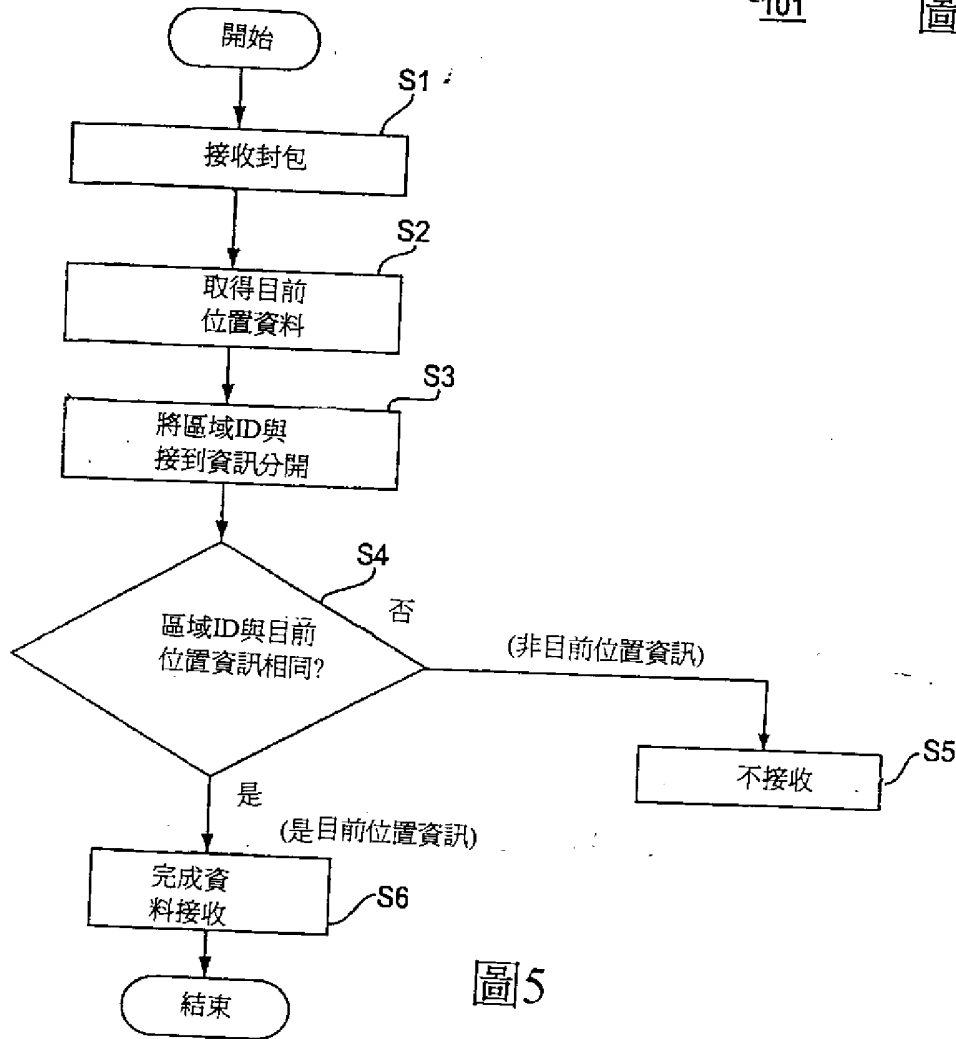 101
圖
開始
S1
接收封包
S2
取得目前
位置資料
S3
將區域ID與
接到資訊分開
S4
否
區域ID與目前
位置資訊相同?
(非目前位置資訊)
S5
不接收
是
(是目前位置資訊)
完成資
料接收
S6
結束
圖5